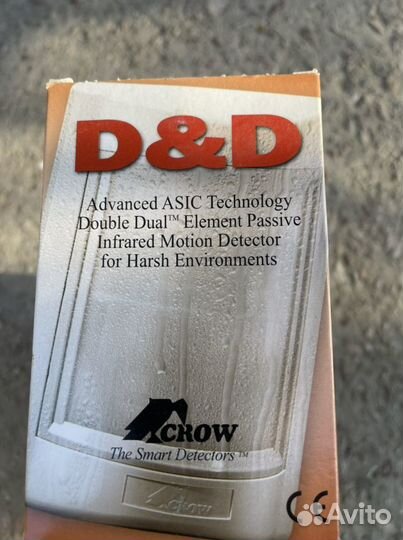 D&D
Advanced ASIC Technology
Double Dual™ Element Passive
Infrared Motion Detector
for Harsh Environments
CROW
The Smart Detectors™
CROW
CE
Avito